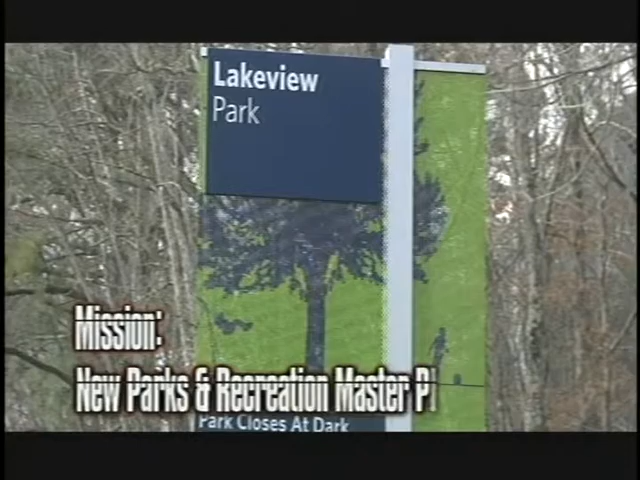 Lakeview
Park
Mission:
New Parks & Recreation Master Pl
Park Closes At Dark